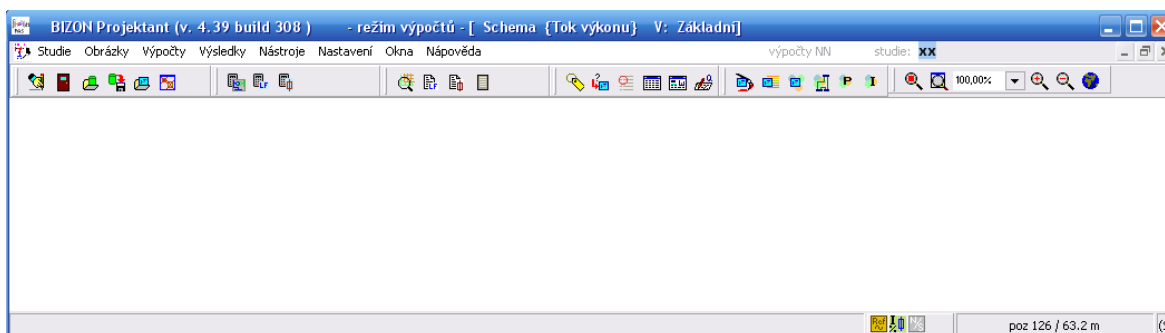 BIZON Projektant (v. 4.39 build 308 ) - režim výpočtů - [ Schema {Tok výkonu} V: Základní]
Studie Obrázky Výpočty Výsledky Nástroje Nastavení Okna Nápověda výpočty NN studie: xx
100,00%
poz 126 / 63.2 m